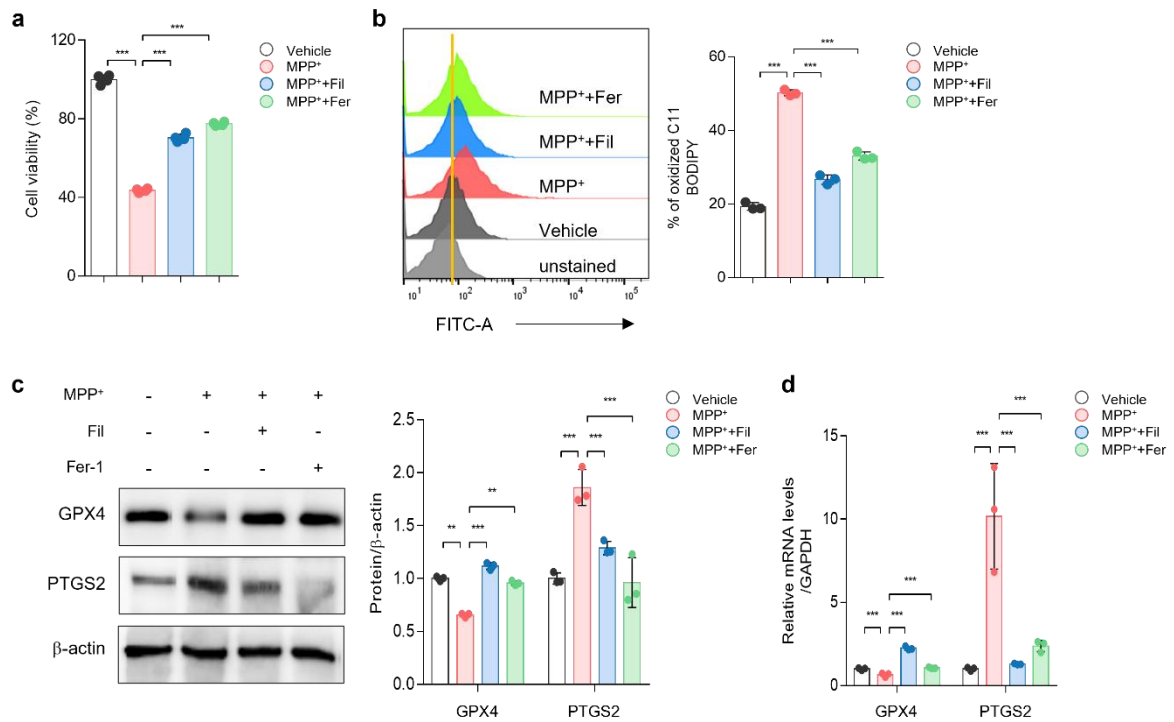 a
Cell viability (%)
120
80
40
0
***
***
***
Vehicle
MPP⁺
MPP⁺+Fil
MPP⁺+Fer
b
MPP⁺+Fer
MPP⁺+Fil
MPP⁺
Vehicle
unstained
10¹ 10² 10³ 10⁴ 10⁵
FITC-A
% of oxidized C11
BODIPY
60
40
20
0
***
***
***
Vehicle
MPP⁺
MPP⁺+Fil
MPP⁺+Fer
c
MPP⁺ - + + +
Fil - - + -
Fer-1 - - - +
GPX4
PTGS2
β-actin
Protein/β-actin
2.5
2.0
1.5
1.0
0.5
0.0
**
** ***
***
*** ***
GPX4 PTGS2
Vehicle
MPP⁺
MPP⁺+Fil
MPP⁺+Fer
d
Relative mRNA levels
/GAPDH
15
10
5
0
***
*** ***
***
*** ***
GPX4 PTGS2
Vehicle
MPP⁺
MPP⁺+Fil
MPP⁺+Fer